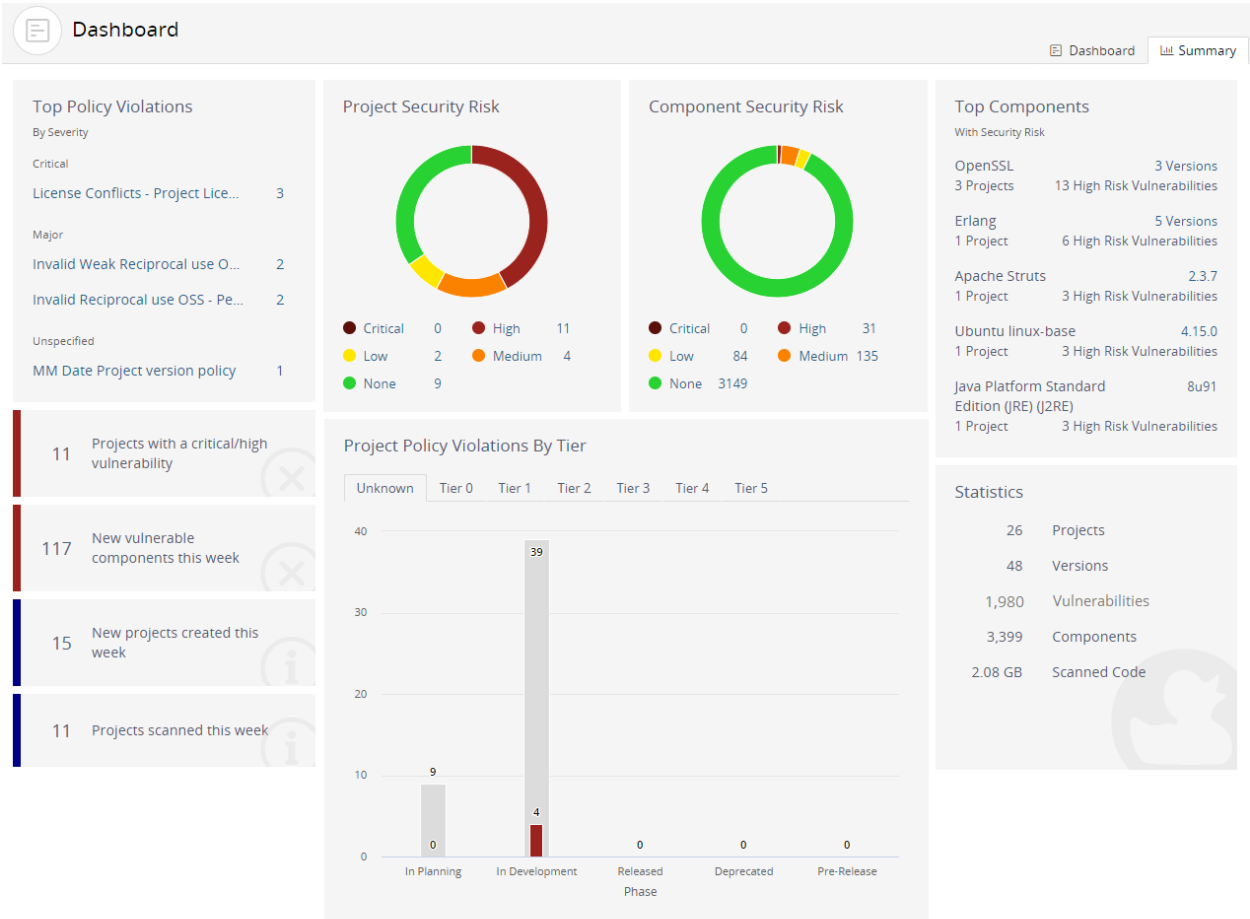 Dashboard
Dashboard
Summary
Top Policy Violations
By Severity
Critical
License Conflicts - Project Lice... 3
Major
Invalid Weak Reciprocal use O... 2
Invalid Reciprocal use OSS - Pe... 2
Unspecified
MM Date Project version policy 1
11 Projects with a critical/high
vulnerability
117 New vulnerable
components this week
15 New projects created this
week
11 Projects scanned this week
Project Security Risk
Critical 0 High 11
Low 2 Medium 4
None 9
Component Security Risk
Critical 0 High 31
Low 84 Medium 135
None 3149
Project Policy Violations By Tier
Unknown Tier 0 Tier 1 Tier 2 Tier 3 Tier 4 Tier 5
40
30
20
10
0
9
0
39
4
0
0
0
In Planning In Development Released Deprecated Pre-Release
Phase
Top Components
With Security Risk
OpenSSL 3 Versions
3 Projects 13 High Risk Vulnerabilities
Erlang 5 Versions
1 Project 6 High Risk Vulnerabilities
Apache Struts 2.3.7
1 Project 3 High Risk Vulnerabilities
Ubuntu linux-base 4.15.0
1 Project 3 High Risk Vulnerabilities
Java Platform Standard 8u91
Edition (JRE) (J2RE)
1 Project 3 High Risk Vulnerabilities
Statistics
26 Projects
48 Versions
1,980 Vulnerabilities
3,399 Components
2.08 GB Scanned Code